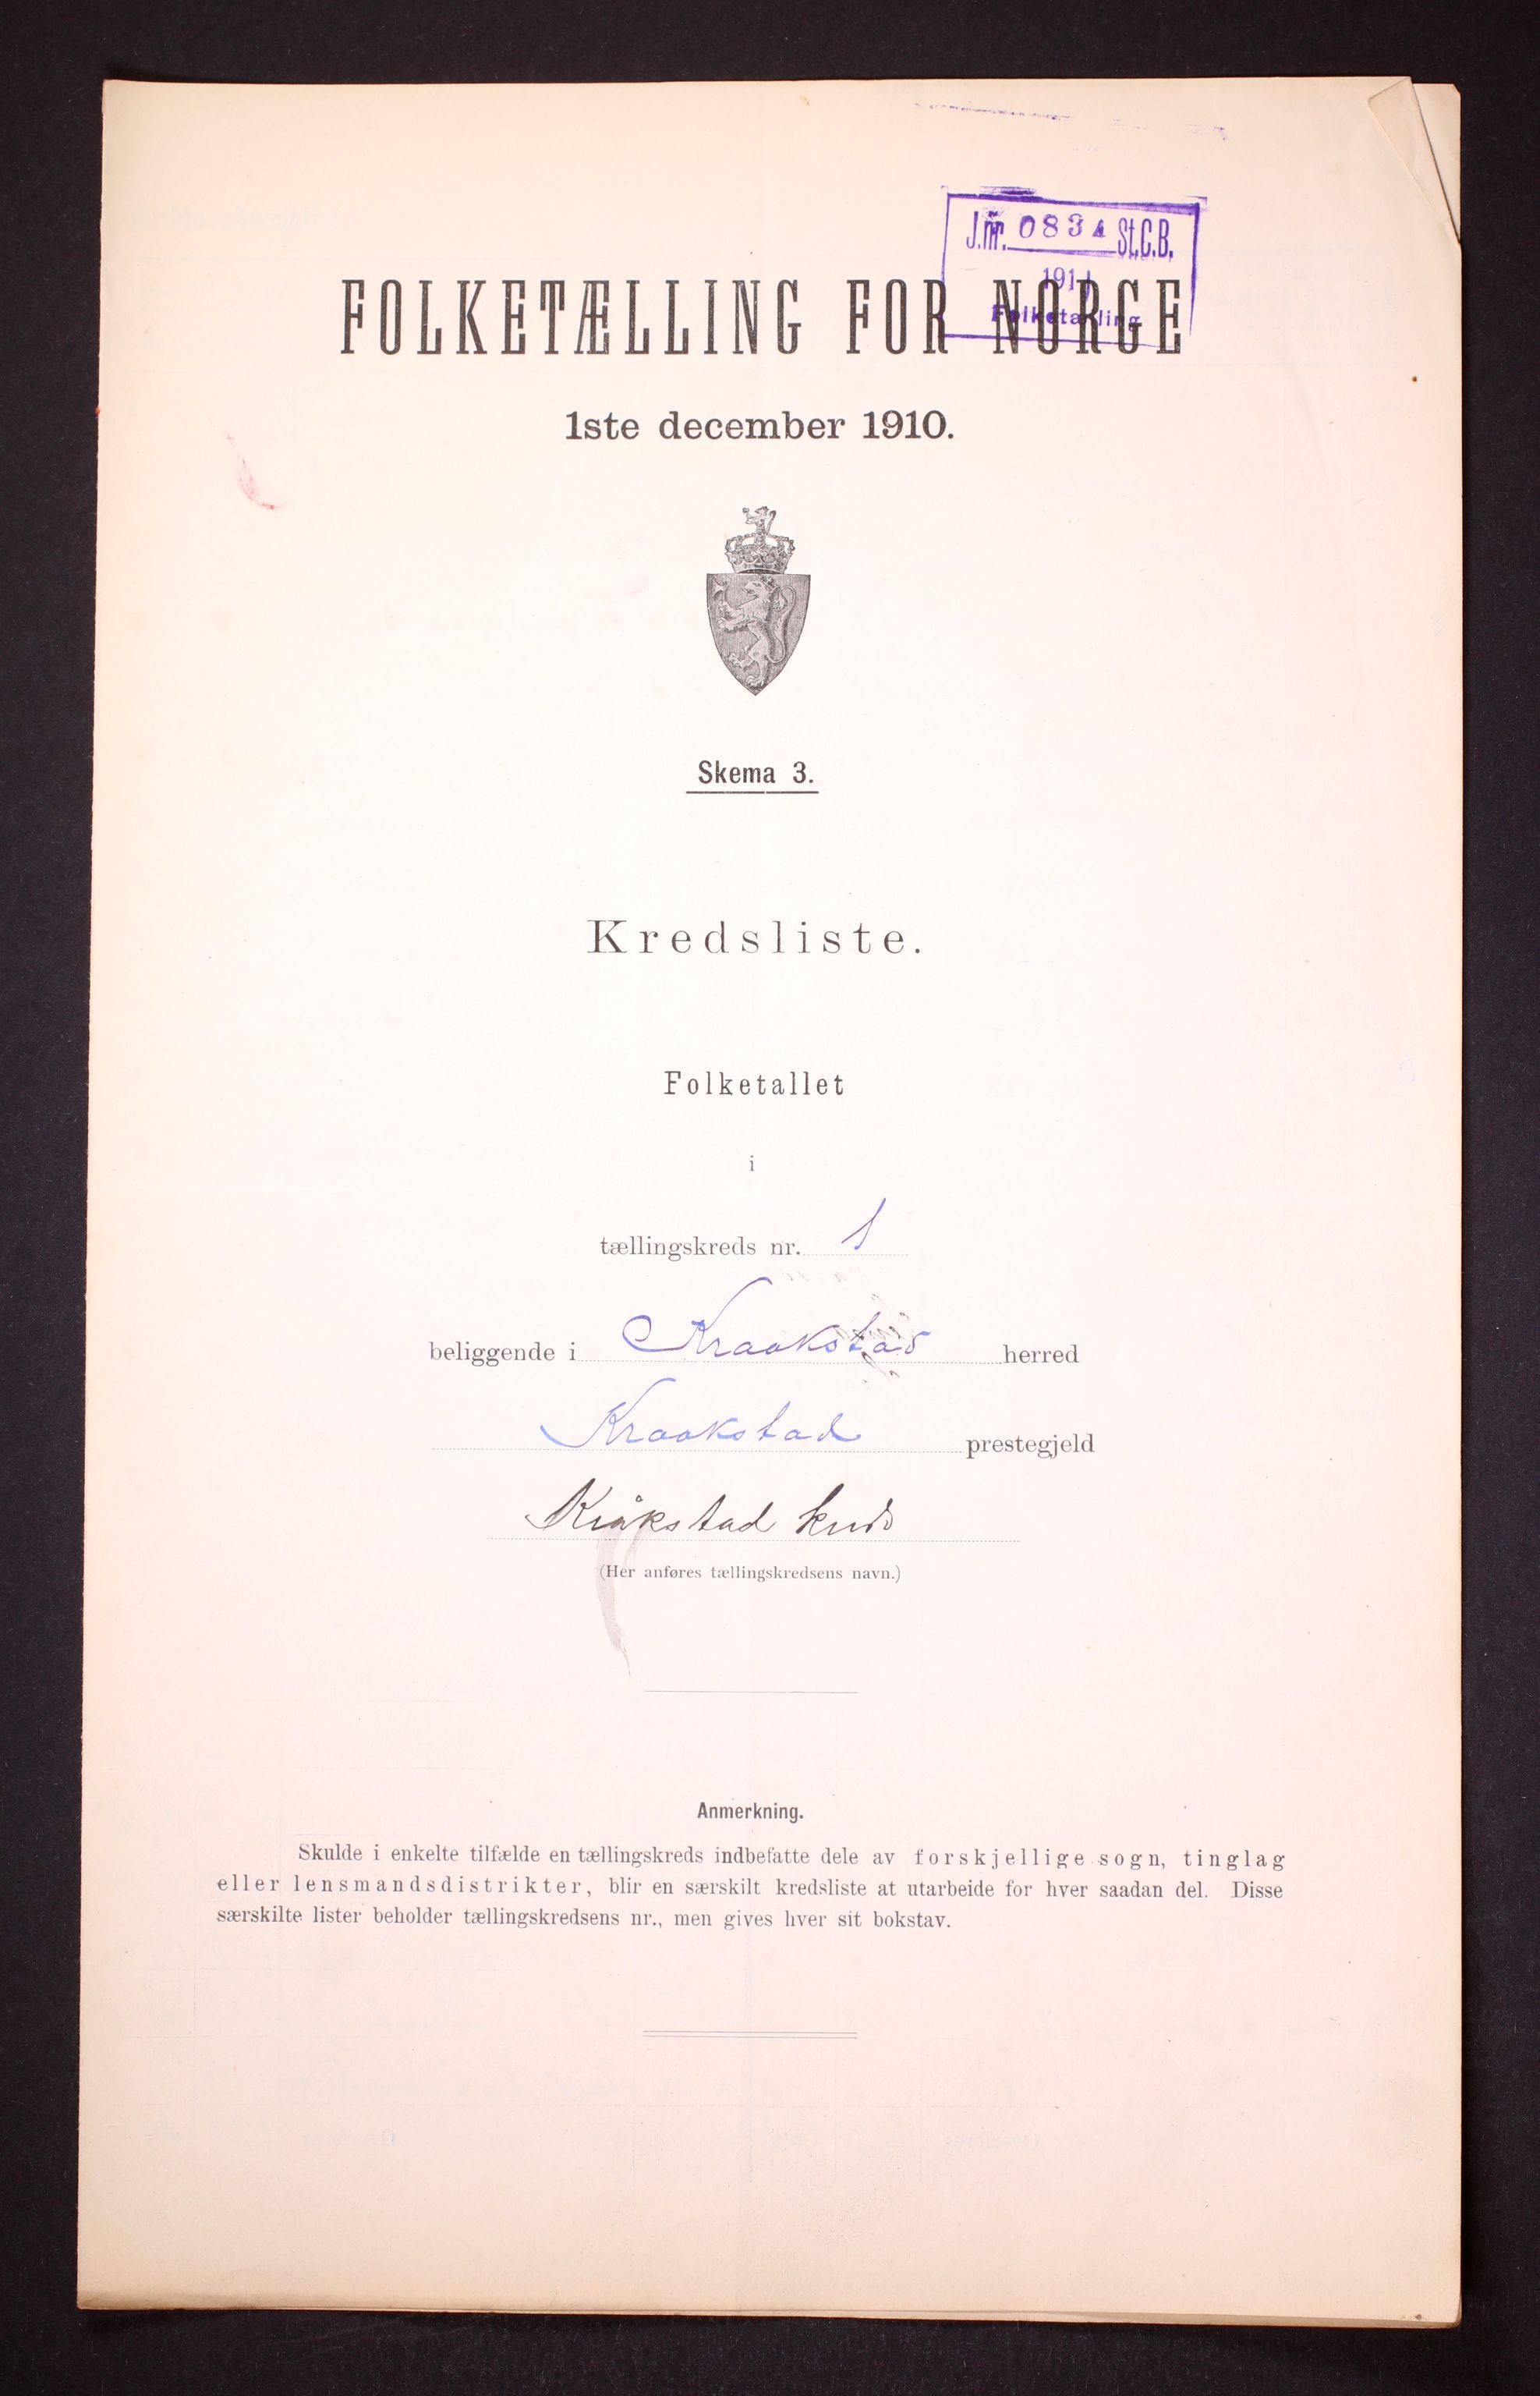 J.nr. 083 St.C.B.
191
Folketælling
FOLKETÆLLING FOR NORGE
1ste december 1910.
Skema 3.
Kredsliste.
Folketallet
i
tællingskreds nr. 1
beliggende i Kraakstad herred
Kraakstad prestegjeld
Kråkstad kreds
(Her anføres tællingskredsens navn.)
Anmerkning.
Skulde i enkelte tilfælde en tællingskreds indbefatte dele av forskjellige sogn, tinglag
eller lensmandsdistrikter, blir en særskilt kredsliste at utarbeide for hver saadan del. Disse
særskilte lister beholder tællingskredsens nr., men gives hver sit bokstav.